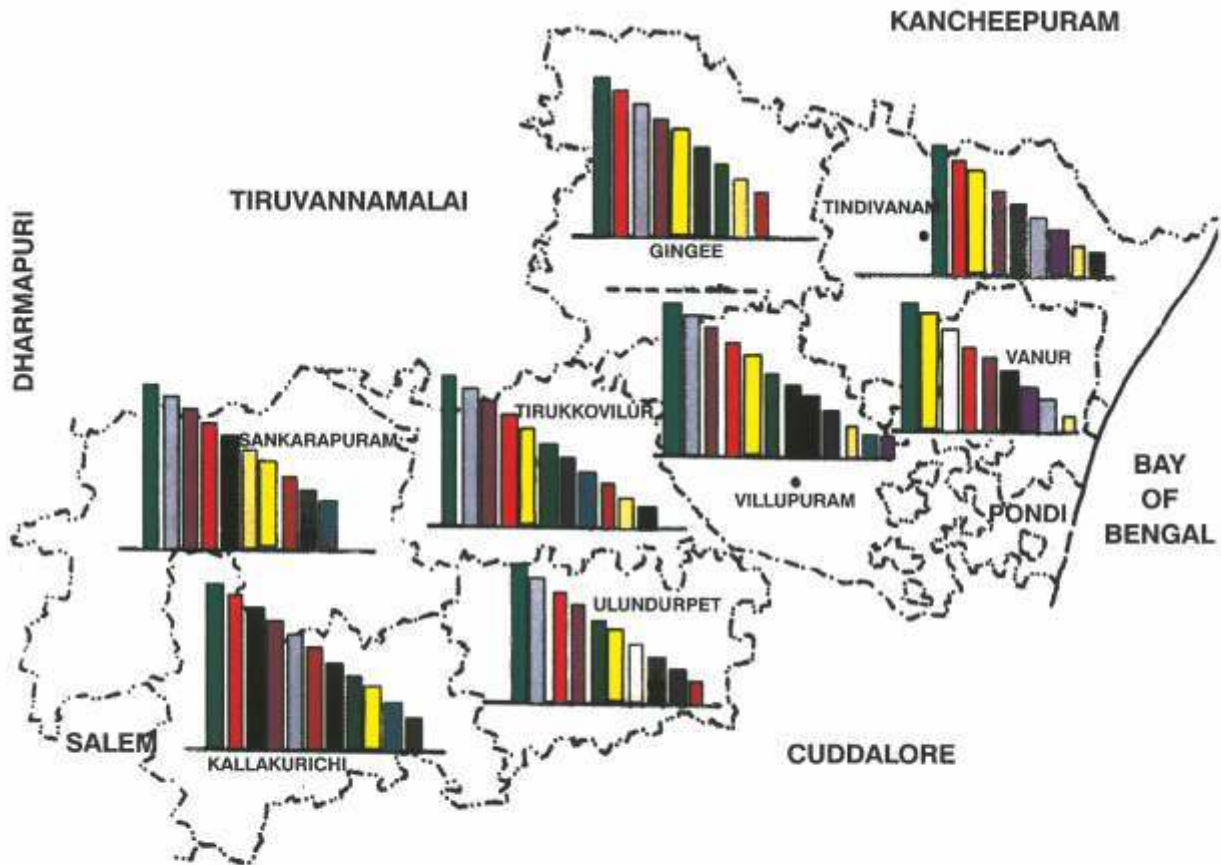 KANCHEEPURAM
TIRUVANNAMALAI
TINDIVANAM
GINGEE
DHARMAPURI
VANUR
TIRUKKOVILUR
SANKARAPURAM
VILLUPURAM
BAY
OF
BENGAL
PONDI
ULUNDURPET
SALEM
KALLAKURICHI
CUDDALORE